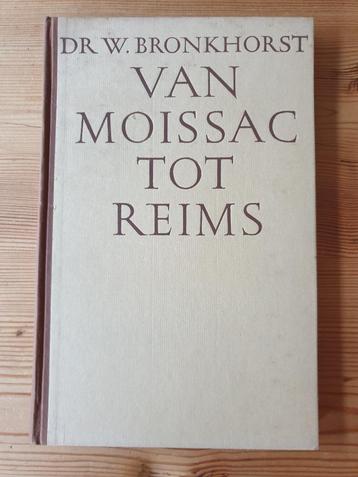 DR W. BRONKHORST
VAN
MOISSAC
TOT
REIMS